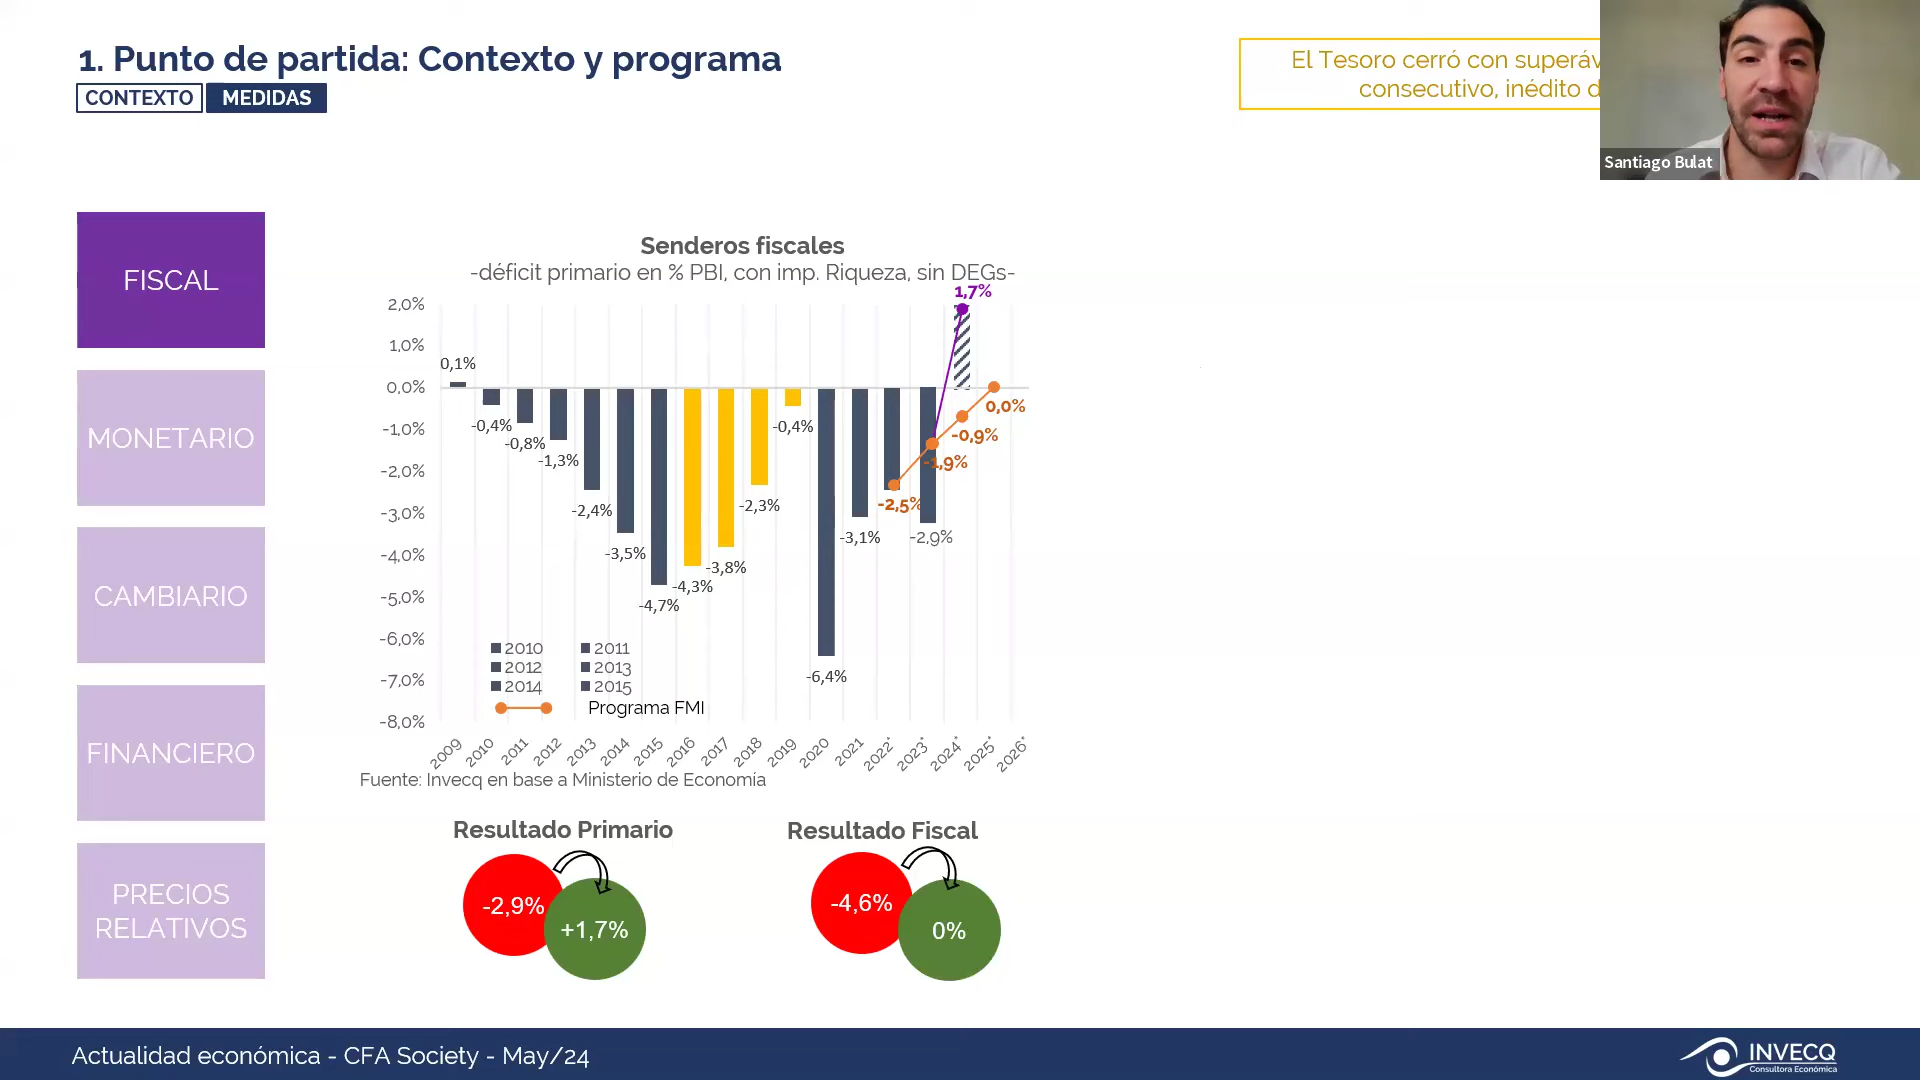 1. Punto de partida: Contexto y programa
CONTEXTO MEDIDAS
El Tesoro cerró con superáv
consecutivo, inédito d
Santiago Bulat
FISCAL
MONETARIO
CAMBIARIO
FINANCIERO
PRECIOS
RELATIVOS
Senderos fiscales
-déficit primario en % PBI, con imp. Riqueza, sin DEGs-
2,0%
1,0%
0,0%
-1,0%
-2,0%
-3,0%
-4,0%
-5,0%
-6,0%
-7,0%
-8,0%
0,1%
-0,4%
-0,8%
-1,3%
-2,4%
-3,5%
-4,7%
-4,3%
-3,8%
-2,3%
-0,4%
-6,4%
-3,1%
-2,5%
-2,9%
-1,9%
-0,9%
0,0%
1,7%
2010 2011
2012 2013
2014 2015
Programa FMI
2009 2010 2011 2012 2013 2014 2015 2016 2017 2018 2019 2020 2021 2022* 2023* 2024* 2025* 2026*
Fuente: Invecq en base a Ministerio de Economía
Resultado Primario
-2,9%
+1,7%
Resultado Fiscal
-4,6%
0%
Actualidad económica - CFA Society - May/24
INVECQ
Consultora Económica